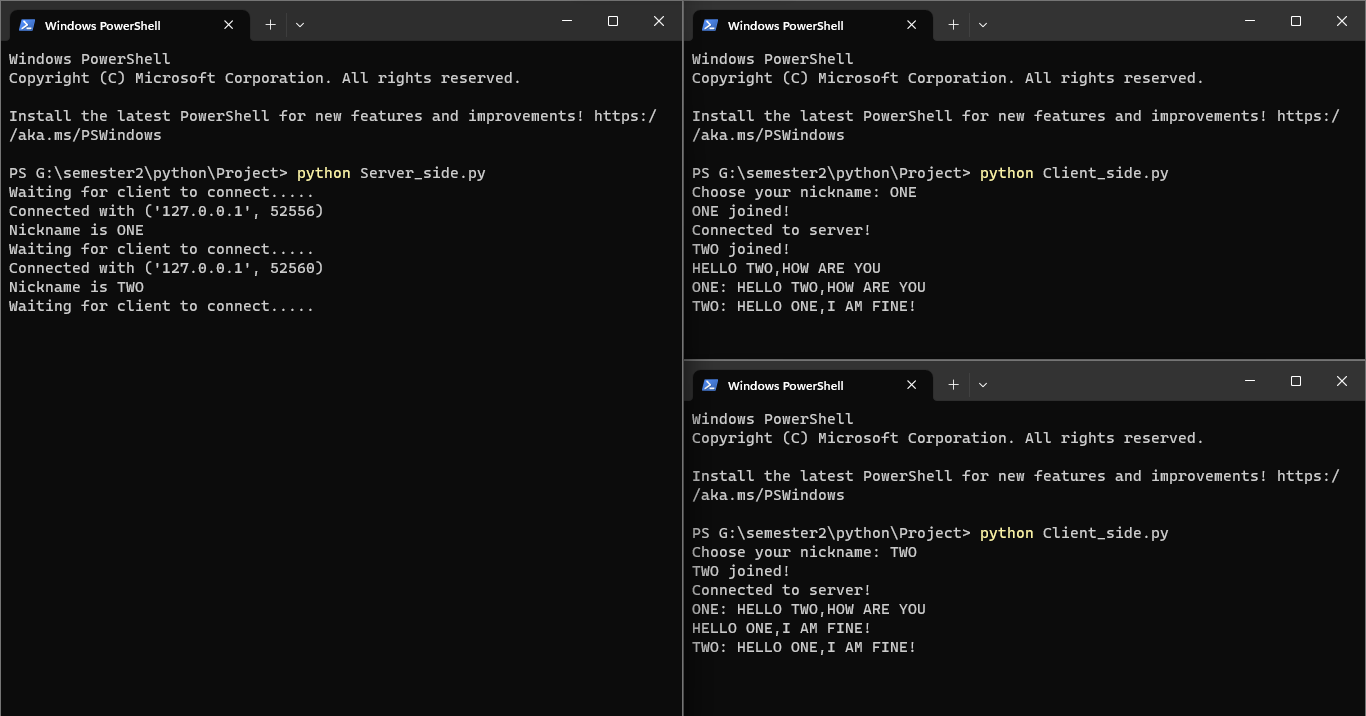 Windows PowerShell
Windows PowerShell
Copyright (C) Microsoft Corporation. All rights reserved.
Install the latest PowerShell for new features and improvements! https:/
/aka.ms/PSWindows
PS G:\semester2\python\Project> python Server_side.py
Waiting for client to connect.....
Connected with ('127.0.0.1', 52556)
Nickname is ONE
Waiting for client to connect.....
Connected with ('127.0.0.1', 52560)
Nickname is TWO
Waiting for client to connect.....
Windows PowerShell
Windows PowerShell
Copyright (C) Microsoft Corporation. All rights reserved.
Install the latest PowerShell for new features and improvements! https:/
/aka.ms/PSWindows
PS G:\semester2\python\Project> python Client_side.py
Choose your nickname: ONE
ONE joined!
Connected to server!
TWO joined!
HELLO TWO,HOW ARE YOU
ONE: HELLO TWO,HOW ARE YOU
TWO: HELLO ONE,I AM FINE!
Windows PowerShell
Windows PowerShell
Copyright (C) Microsoft Corporation. All rights reserved.
Install the latest PowerShell for new features and improvements! https:/
/aka.ms/PSWindows
PS G:\semester2\python\Project> python Client_side.py
Choose your nickname: TWO
TWO joined!
Connected to server!
ONE: HELLO TWO,HOW ARE YOU
HELLO ONE,I AM FINE!
TWO: HELLO ONE,I AM FINE!